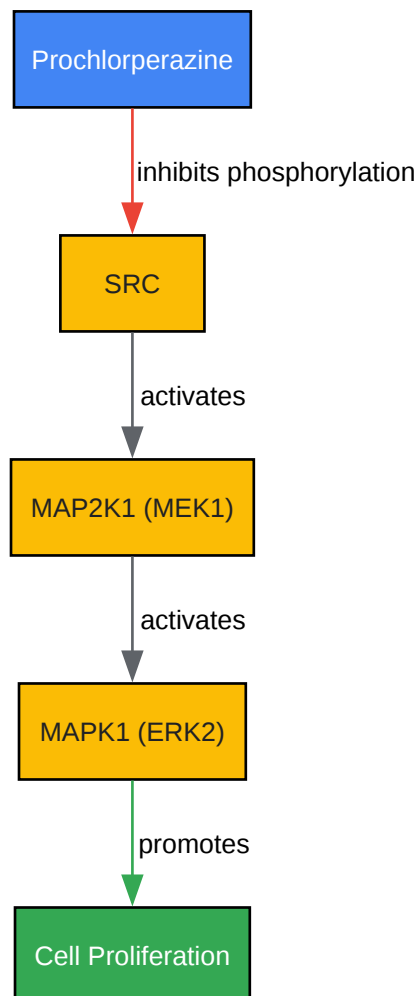 Prochlorperazine
inhibits phosphorylation
SRC
activates
MAP2K1 (MEK1)
activates
MAPK1 (ERK2)
promotes
Cell Proliferation